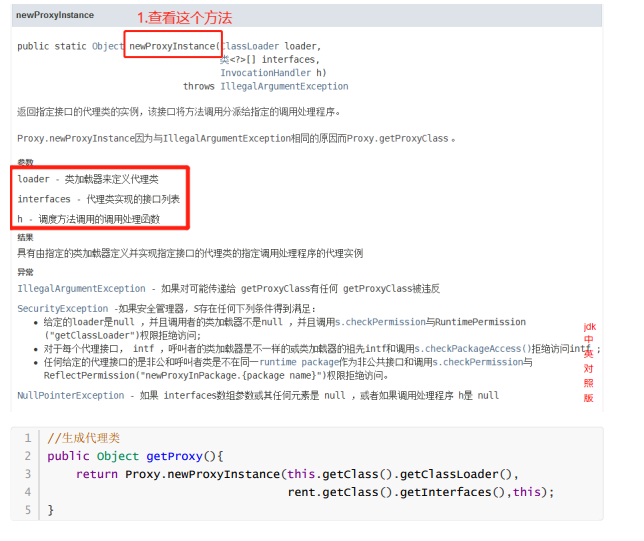 newProxyInstance
1.查看这个方法
public static Object newProxyInstance(ClassLoader loader,
类<?>[] interfaces,
InvocationHandler h)
throws IllegalArgumentException
返回指定接口的代理类的实例，该接口将方法调用分派给指定的调用处理程序。
Proxy.newProxyInstance因为与IllegalArgumentException相同的原因而Proxy.getProxyClass 。
参数
loader - 类加载器来定义代理类
interfaces - 代理类实现的接口列表
h - 调度方法调用的调用处理函数
结果
具有由指定的类加载器定义并实现指定接口的代理类的指定调用处理程序的代理实例
异常
IllegalArgumentException - 如果对可能传递给 getProxyClass有任何 getProxyClass被违反
SecurityException -如果安全管理器，S存在任何下列条件得到满足：
• 给定的loader是null ，并且调用者的类加载器不是null ，并且调用s.checkPermission与RuntimePermission
("getClassLoader")权限拒绝访问；
• 对于每个代理接口， intf ，呼叫者的类加载器是不一样的或类加载器的祖先intf和调用s.checkPackageAccess()拒绝访问intf ；
• 任何给定的代理接口的是非公和呼叫者类是不在同一runtime package作为非公共接口和调用s.checkPermission与
ReflectPermission("newProxyInPackage.{package name}")权限拒绝访问。
NullPointerException - 如果 interfaces数组参数或其任何元素是 null ，或者如果调用处理程序 h是 null
jdk
中
英
对
照
版
1 //生成代理类
2 public Object getProxy(){
3 return Proxy.newProxyInstance(this.getClass().getClassLoader(),
4 rent.getClass().getInterfaces(),this);
5 }